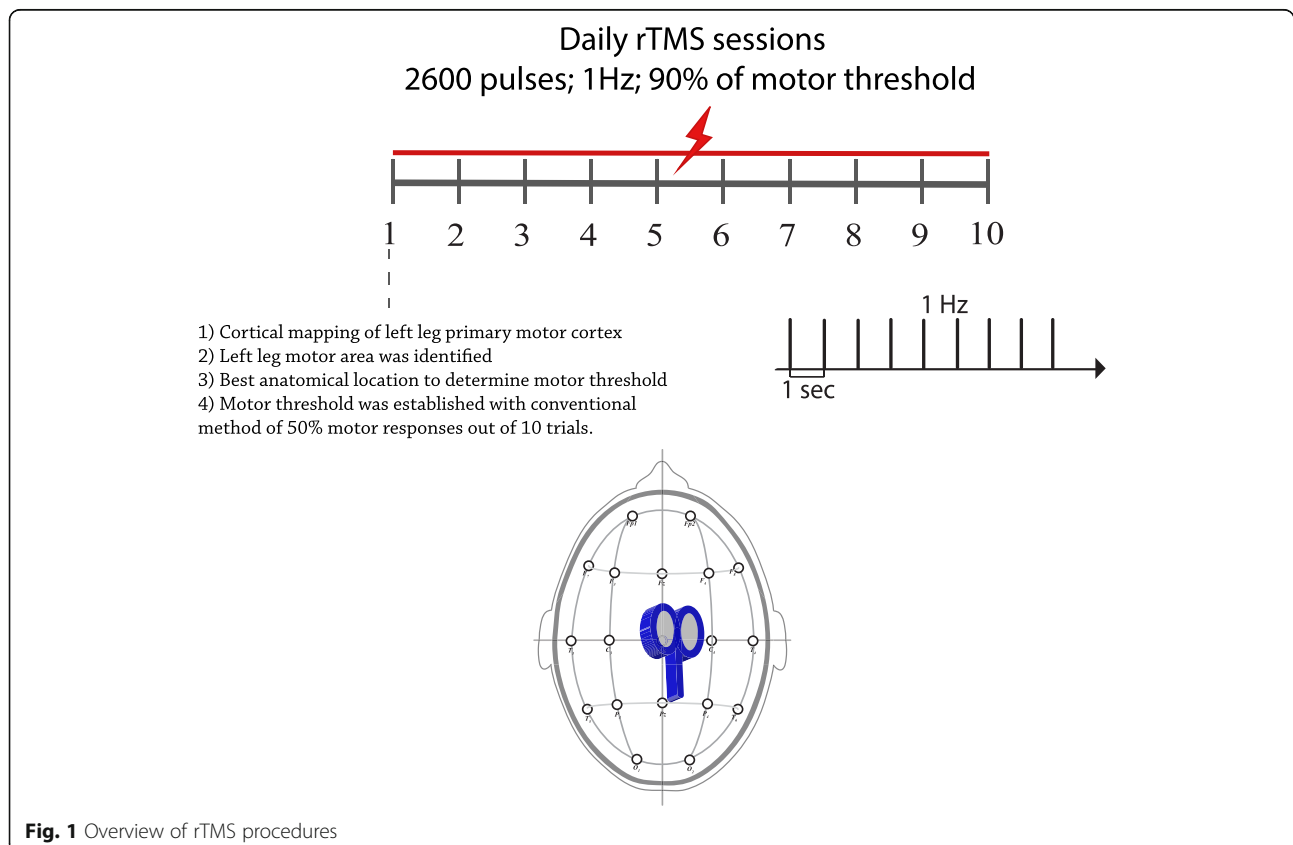 Daily rTMS sessions
2600 pulses; 1Hz; 90% of motor threshold
1 2 3 4 5 6 7 8 9 10
1) Cortical mapping of left leg primary motor cortex
2) Left leg motor area was identified
3) Best anatomical location to determine motor threshold
4) Motor threshold was established with conventional
method of 50% motor responses out of 10 trials.
1 Hz
1 sec
Fp1 Fp2
Fig. 1 Overview of rTMS procedures